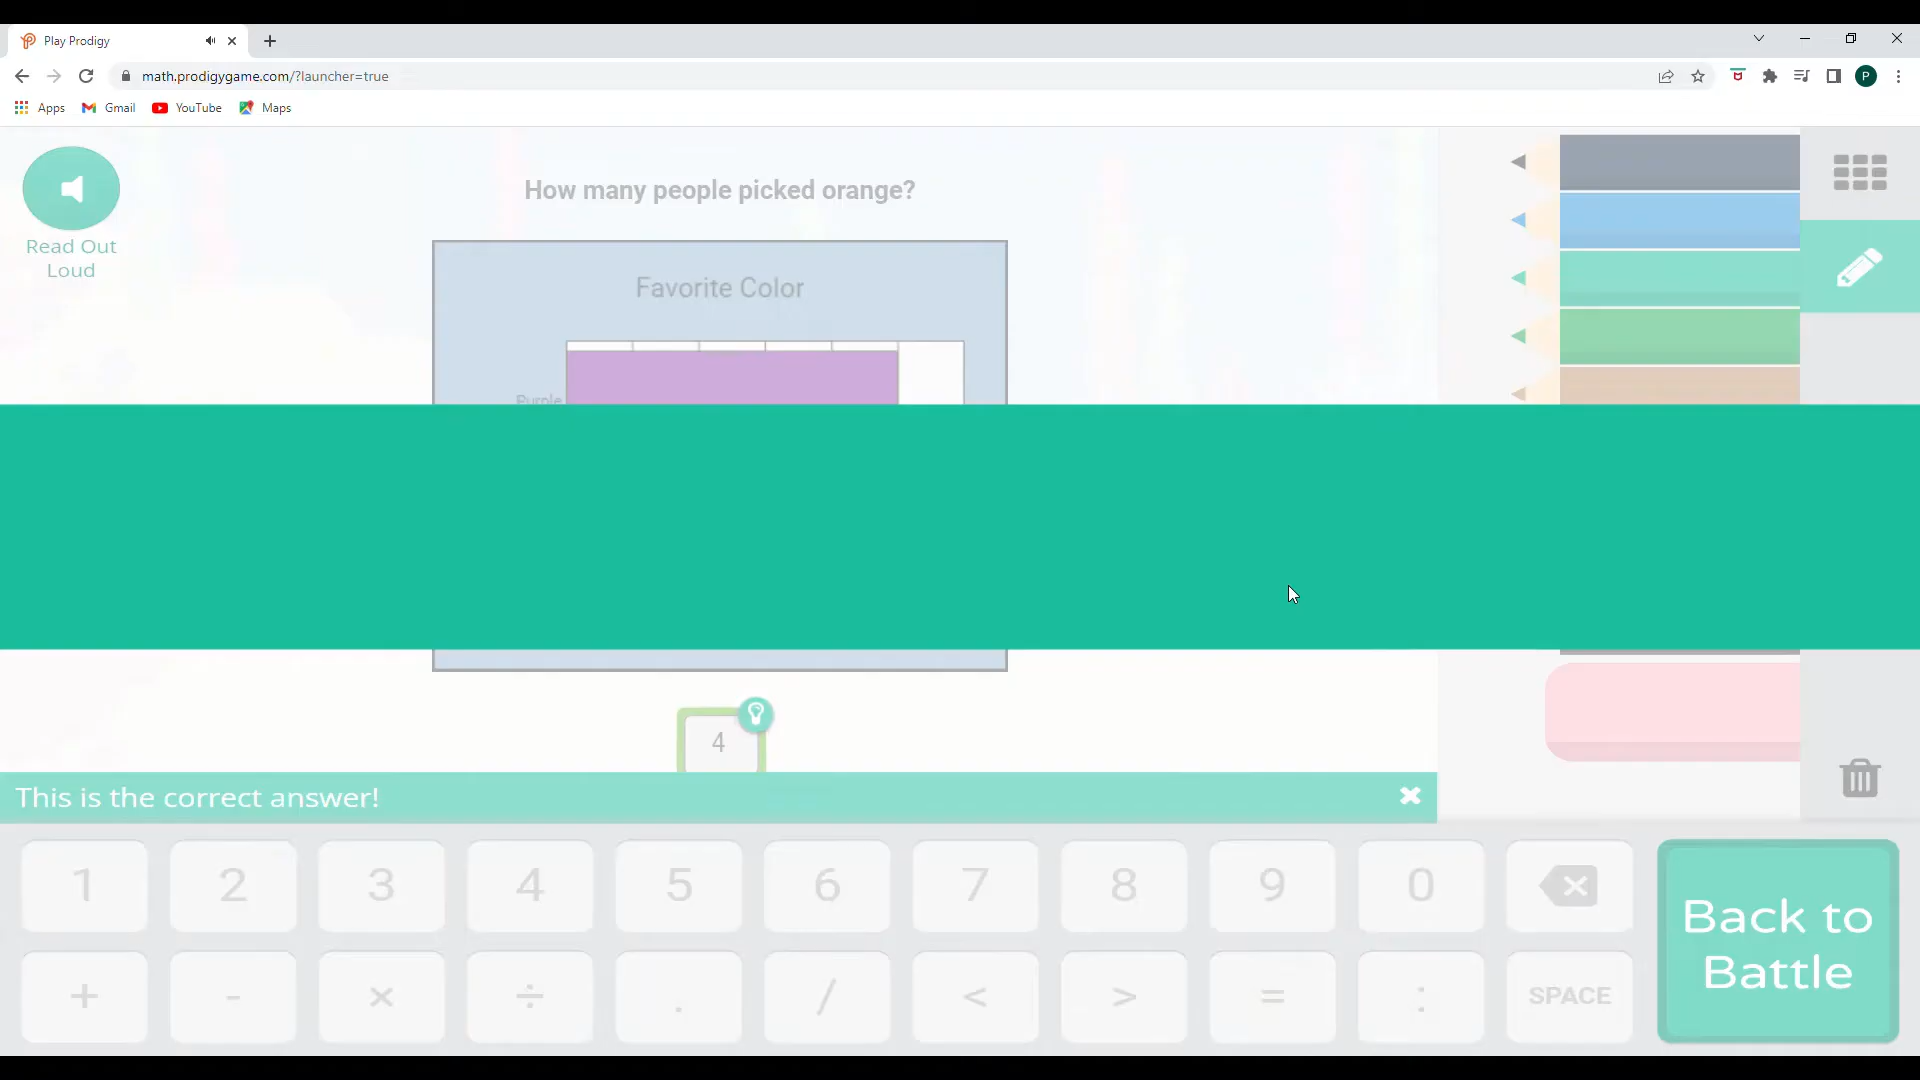 Play Prodigy
math.prodigygame.com/?launcher=true
P
Apps Gmail YouTube Maps
Read Out
Loud
How many people picked orange?
Favorite Color
Purple
4
This is the correct answer!
1 2 3 4 5 6 7 8 9 0
+ - × ÷ . / < > = : SPACE
Back to
Battle